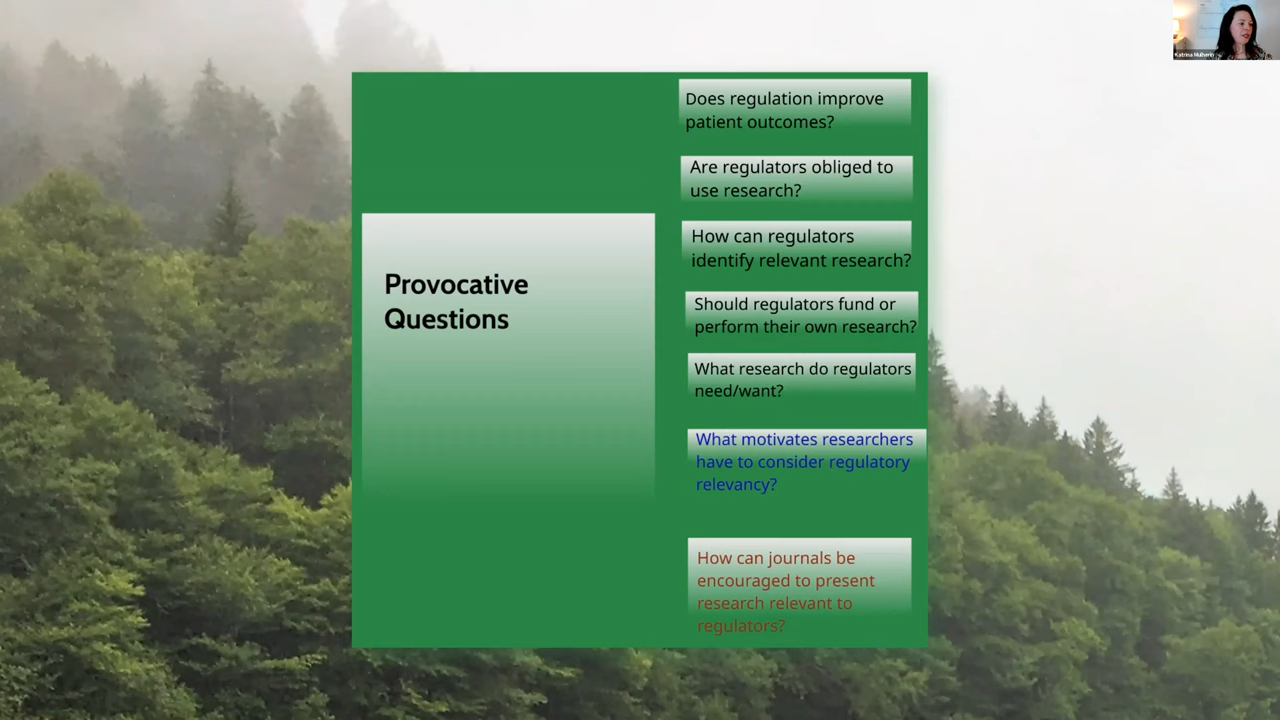 Katrina Mulherin
Provocative
Questions
Does regulation improve
patient outcomes?
Are regulators obliged to
use research?
How can regulators
identify relevant research?
Should regulators fund or
perform their own research?
What research do regulators
need/want?
What motivates researchers
have to consider regulatory
relevancy?
How can journals be
encouraged to present
research relevant to
regulators?